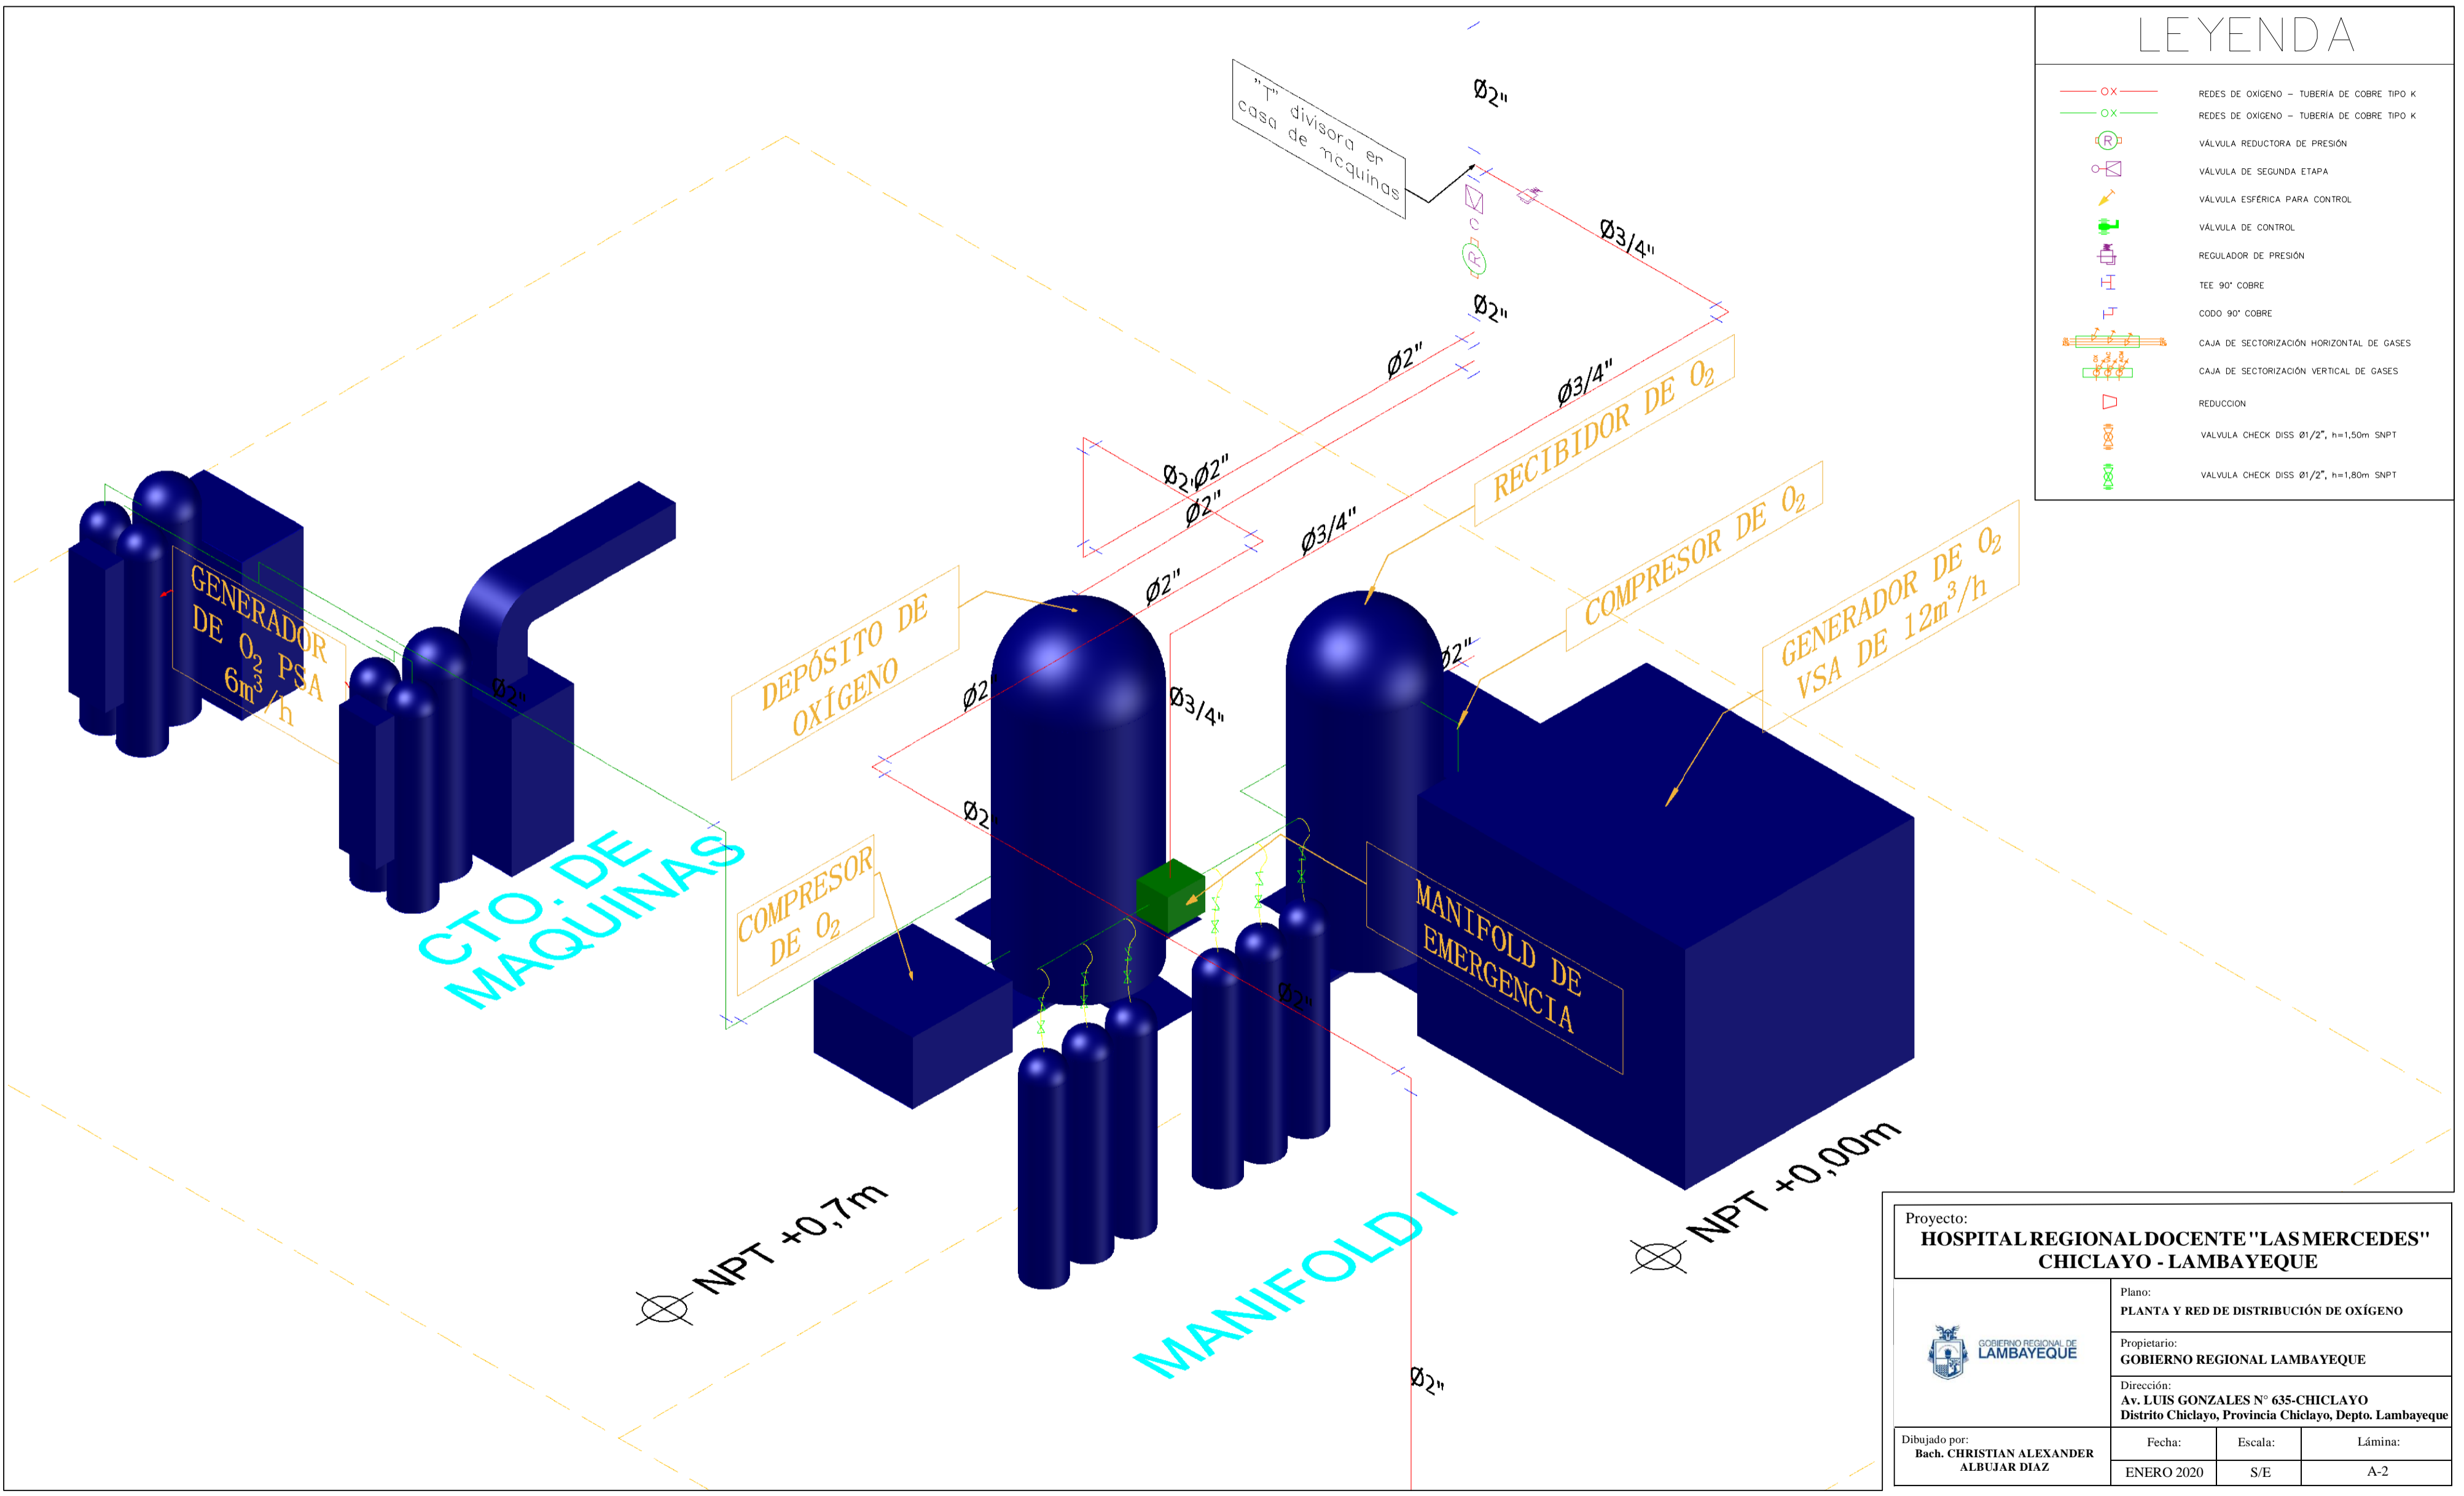 LEYENDA
OX REDES DE OXÍGENO – TUBERÍA DE COBRE TIPO K
OX REDES DE OXÍGENO – TUBERÍA DE COBRE TIPO K
R VÁLVULA REDUCTORA DE PRESIÓN
VÁLVULA DE SEGUNDA ETAPA
VÁLVULA ESFÉRICA PARA CONTROL
VÁLVULA DE CONTROL
REGULADOR DE PRESIÓN
TEE 90° COBRE
CODO 90° COBRE
CAJA DE SECTORIZACIÓN HORIZONTAL DE GASES
OX VAC
CAJA DE SECTORIZACIÓN VERTICAL DE GASES
REDUCCION
VALVULA CHECK DISS Ø1/2", h=1,50m SNPT
VALVULA CHECK DISS Ø1/2", h=1,80m SNPT
Ø2"
"T" divisora en
casa de maquinas
R
Ø3/4"
Ø2"
Ø2"
Ø3/4"
RECIBIDOR DE O2
Ø2"
Ø2"
Ø2"
Ø3/4"
COMPRESOR DE O2
GENERADOR DE O2
VSA DE 12m3/h
GENERADOR
DE O2 PSA
6m3/h
Ø2"
DEPÓSITO DE
OXÍGENO
Ø2"
Ø2"
Ø3/4"
Ø2"
Ø2"
CTO. DE
MAQUINAS
COMPRESOR
DE O2
MANIFOLD DE
EMERGENCIA
Ø2"
NPT +0,7m
NPT +0,00m
MANIFOLD I
Ø2"
Proyecto:
HOSPITAL REGIONAL DOCENTE "LAS MERCEDES"
CHICLAYO - LAMBAYEQUE
GOBIERNO REGIONAL DE
LAMBAYEQUE
Plano:
PLANTA Y RED DE DISTRIBUCIÓN DE OXÍGENO
Propietario:
GOBIERNO REGIONAL LAMBAYEQUE
Dirección:
Av. LUIS GONZALES N° 635-CHICLAYO
Distrito Chiclayo, Provincia Chiclayo, Depto. Lambayeque
Dibujado por:
Bach. CHRISTIAN ALEXANDER
ALBUJAR DIAZ
Fecha: Escala: Lámina:
ENERO 2020 S/E A-2